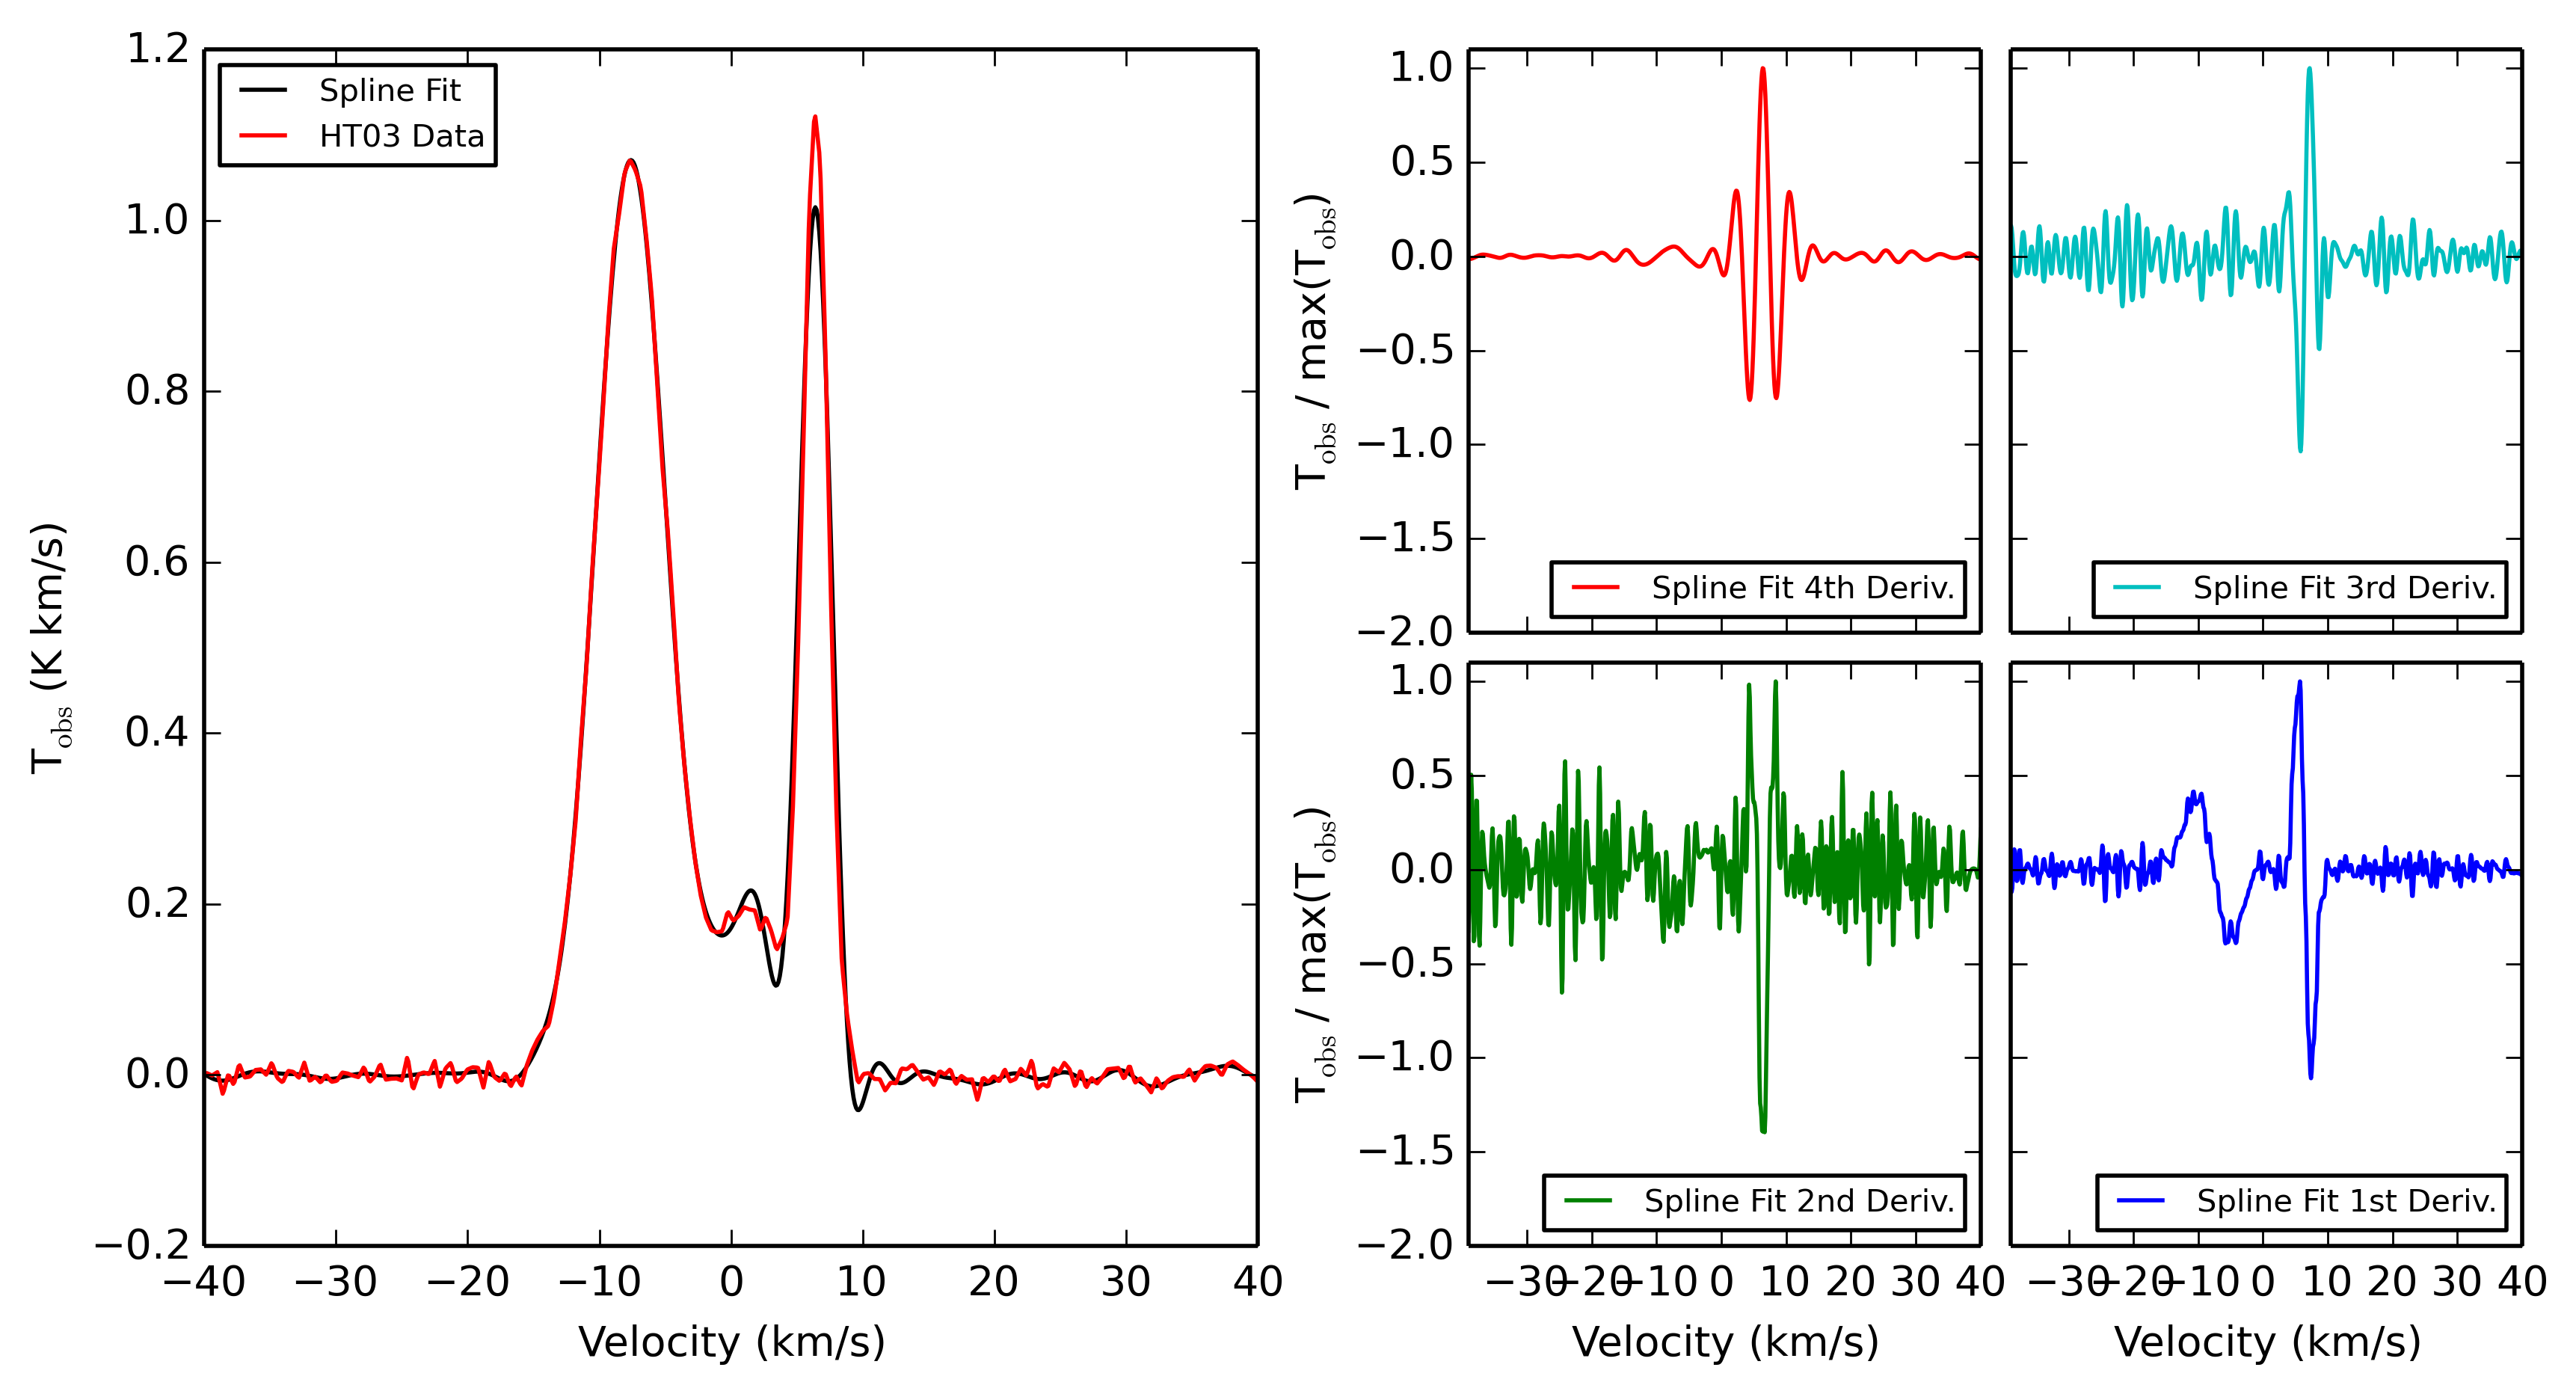 1.2
1.0
0.8
0.6
0.4
0.2
0.0
−0.2
T_obs (K km/s)
Spline Fit
HT03 Data
−40 −30 −20 −10 0 10 20 30 40
Velocity (km/s)
1.0
0.5
0.0
−0.5
−1.0
−1.5
−2.0
T_obs / max(T_obs)
Spline Fit 4th Deriv.
Spline Fit 3rd Deriv.
1.0
0.5
0.0
−0.5
−1.0
−1.5
−2.0
T_obs / max(T_obs)
Spline Fit 2nd Deriv.
Spline Fit 1st Deriv.
−30 −20 −10 0 10 20 30 40
Velocity (km/s)
−30 −20 −10 0 10 20 30 40
Velocity (km/s)